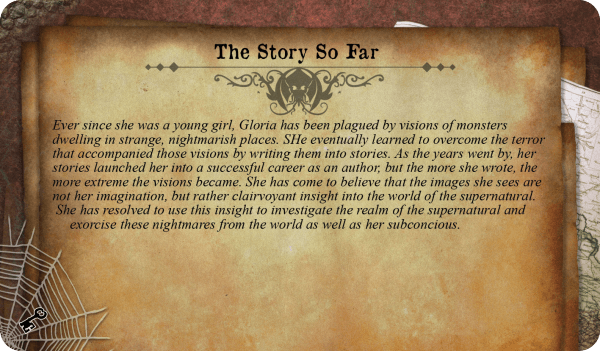 The Story So Far
Ever since she was a young girl, Gloria has been plagued by visions of monsters
dwelling in strange, nightmarish places. SHe eventually learned to overcome the terror
that accompanied those visions by writing them into stories. As the years went by, her
stories launched her into a successful career as an author, but the more she wrote, the
more extreme the visions became. She has come to believe that the images she sees are
not her imagination, but rather clairvoyant insight into the world of the supernatural.
She has resolved to use this insight to investigate the realm of the supernatural and
exorcise these nightmares from the world as well as her subconcious.